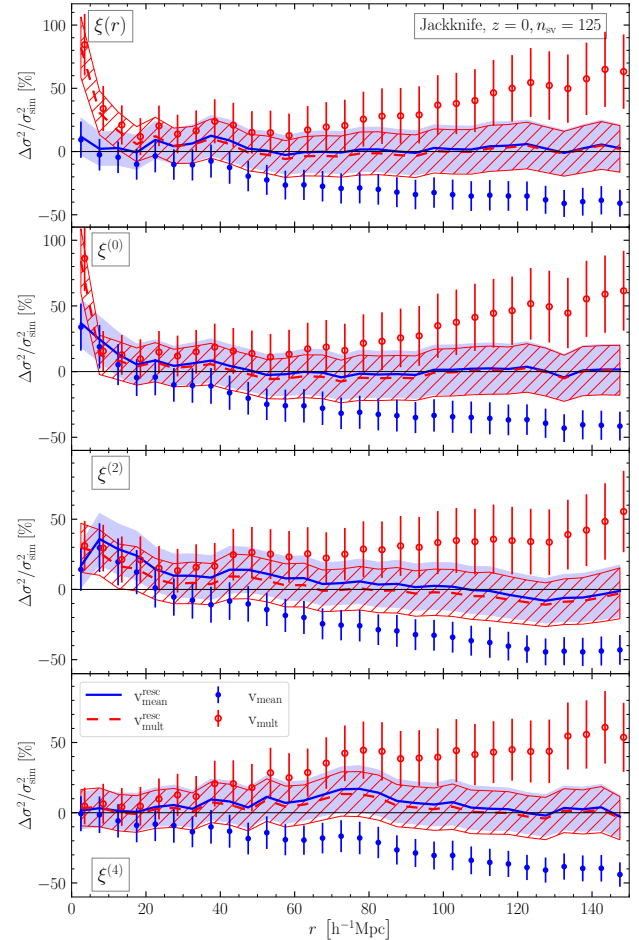 ξ(r)
Jackknife, z = 0, n_sv = 125
100
50
0
−50
Δσ²/σ²_sim [%]
ξ⁽⁰⁾
100
50
0
−50
Δσ²/σ²_sim [%]
ξ⁽²⁾
50
0
−50
Δσ²/σ²_sim [%]
v_mean^resc
v_mean
v_mult^resc
v_mult
50
0
−50
Δσ²/σ²_sim [%]
ξ⁽⁴⁾
0 20 40 60 80 100 120 140
r [h⁻¹Mpc]